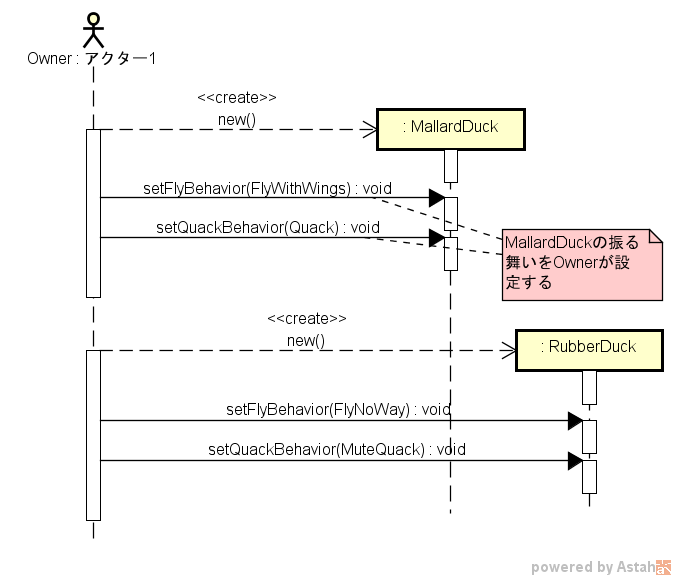 Owner : アクター1
<<create>>
new()
: MallardDuck
setFlyBehavior(FlyWithWings) : void
setQuackBehavior(Quack) : void
MallardDuckの振る
舞いをOwnerが設
定する
<<create>>
new()
: RubberDuck
setFlyBehavior(FlyNoWay) : void
setQuackBehavior(MuteQuack) : void
powered by Astah